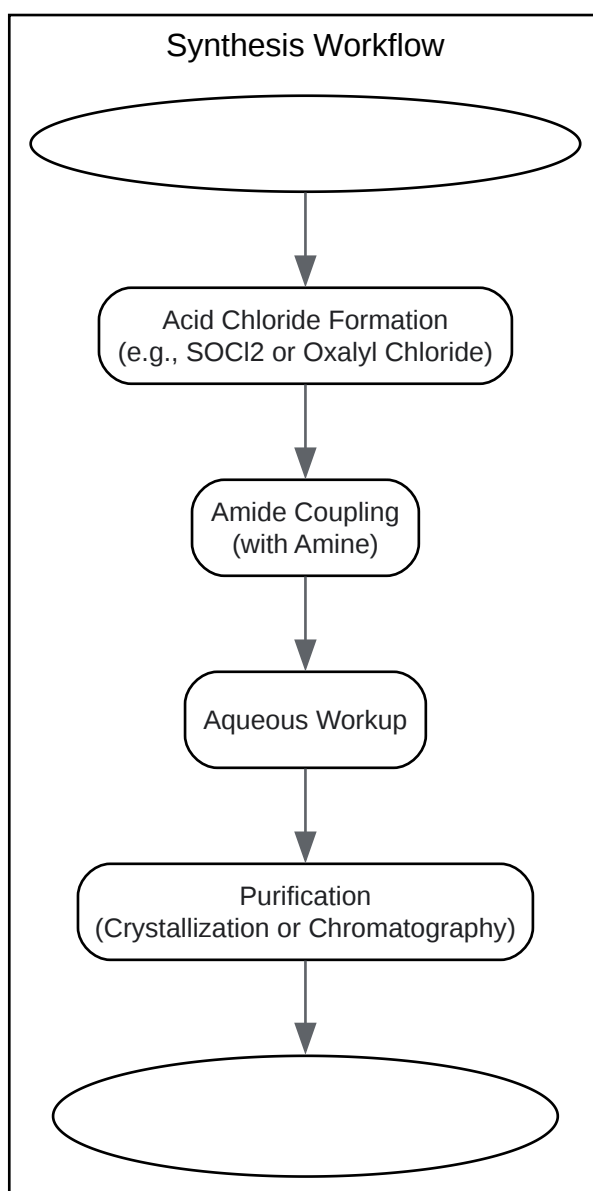 Synthesis Workflow
Acid Chloride Formation
(e.g., SOCl2 or Oxalyl Chloride)
Amide Coupling
(with Amine)
Aqueous Workup
Purification
(Crystallization or Chromatography)